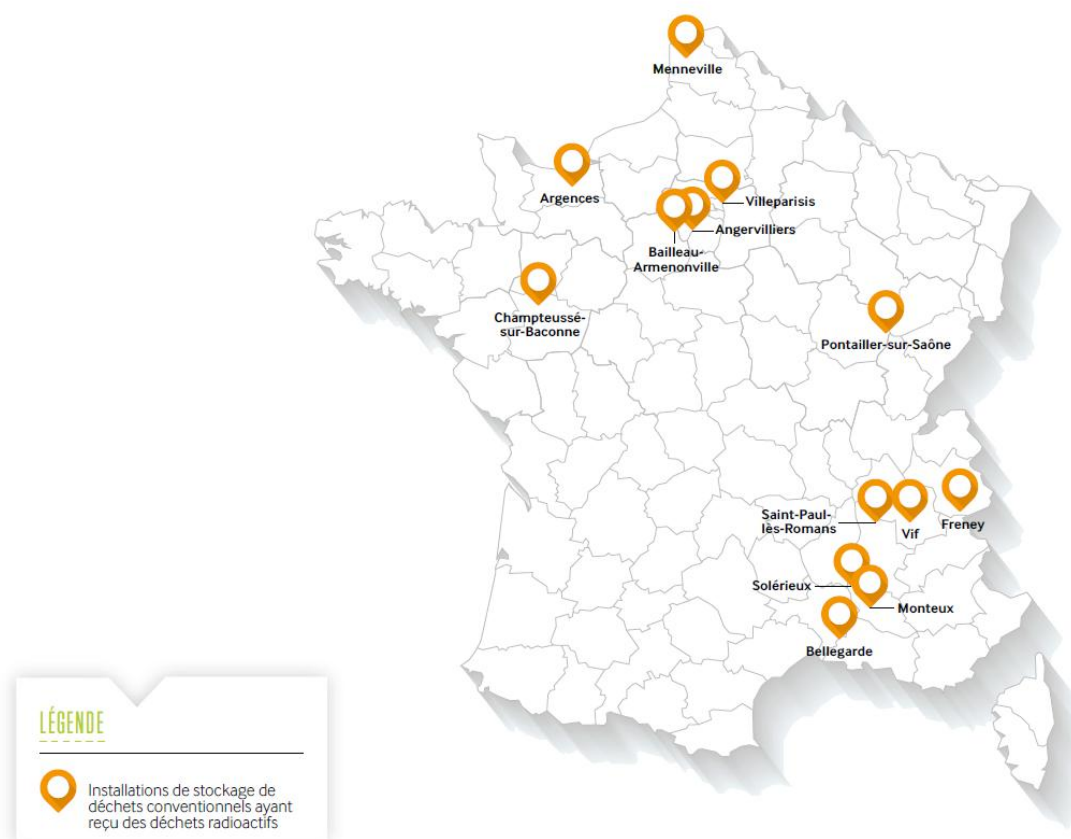 Menneville
Argences
Villeparisis
Angervilliers
Bailleau-
Armenonville
Champteussé-
sur-Baconne
Pontailler-sur-Saône
Saint-Paul-
lès-Romans
Vif
Freney
Solérieux
Monteux
Bellegarde
LÉGENDE
Installations de stockage de
déchets conventionnels ayant
reçu des déchets radioactifs